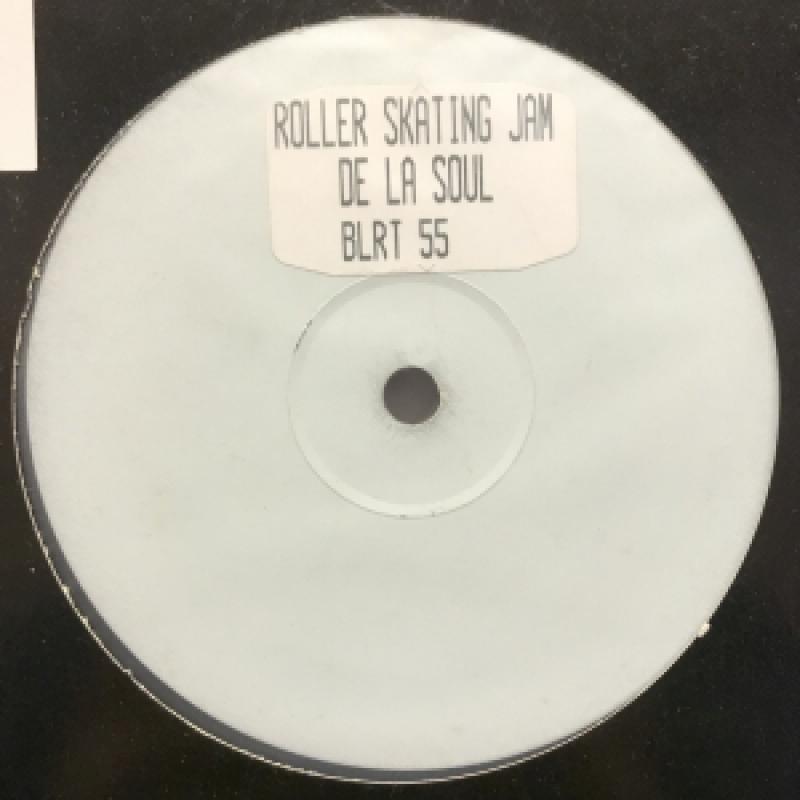 ROLLER SKATING JAM
DE LA SOUL
BLRT 55